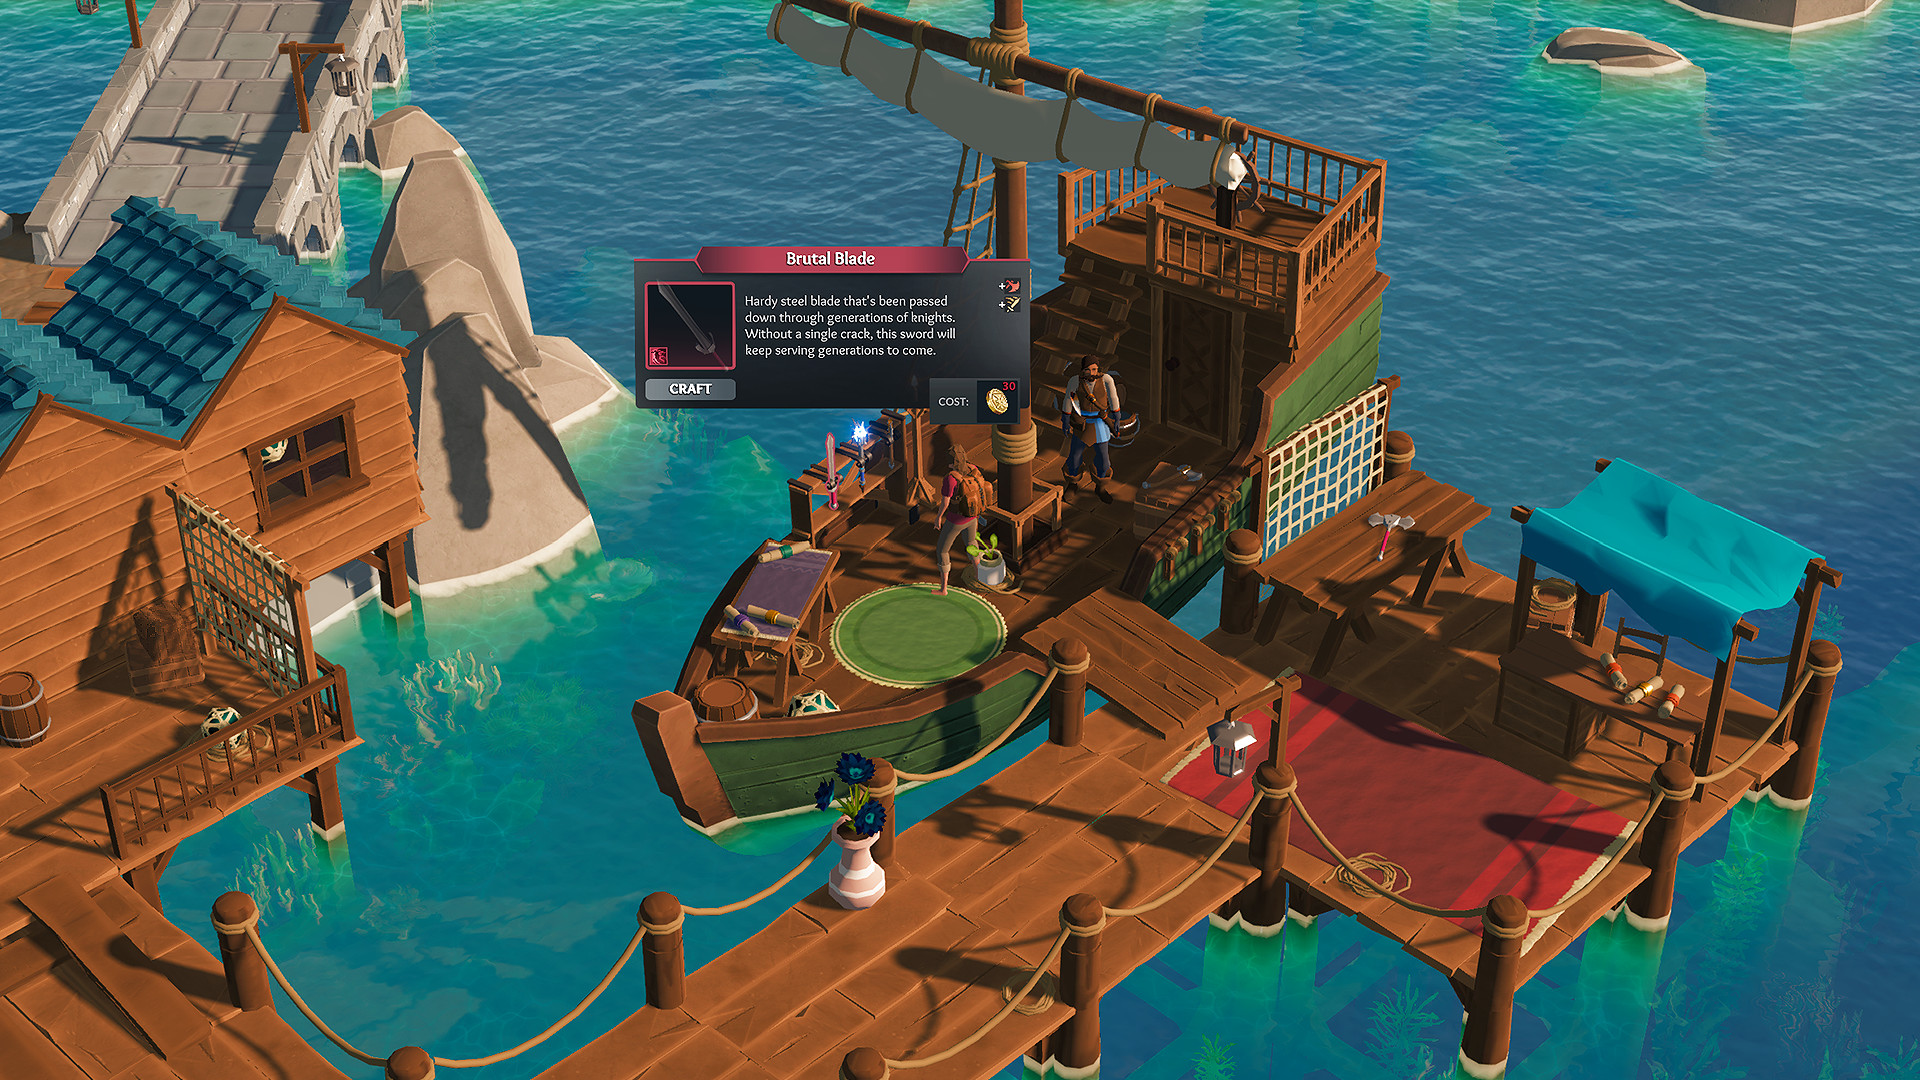 Brutal Blade
Hardy steel blade that's been passed
down through generations of knights.
Without a single crack, this sword will
keep serving generations to come.
+
+
CRAFT
COST:
30